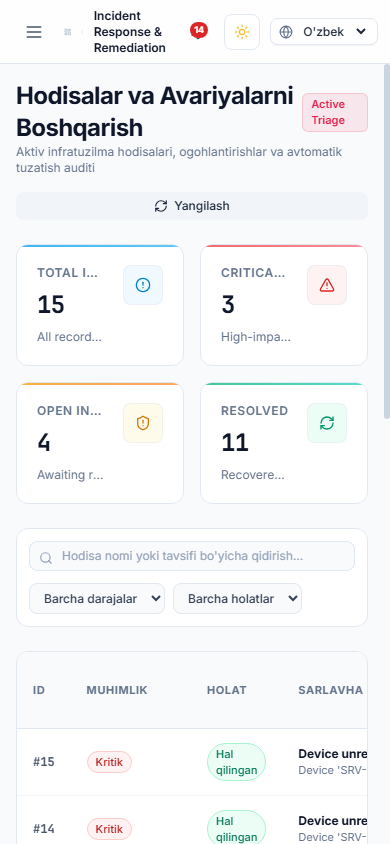 Incident
Response &
Remediation
14
O'zbek
Hodisalar va Avariyalarni
Boshqarish
Active
Triage
Aktiv infratuzilma hodisalari, ogohlantirishlar va avtomatik
tuzatish auditi
Yangilash
TOTAL I...
15
All record...
CRITICA...
3
High-impa...
OPEN IN...
4
Awaiting r...
RESOLVED
11
Recovere...
Hodisa nomi yoki tavsifi bo'yicha qidirish...
Barcha darajalar
Barcha holatlar
ID MUHIMLIK HOLAT SARLAVHA
#15 Kritik Hal qilingan Device 'SRV-
Device unre
#14 Kritik Hal qilingan Device unre
Device 'SRV-